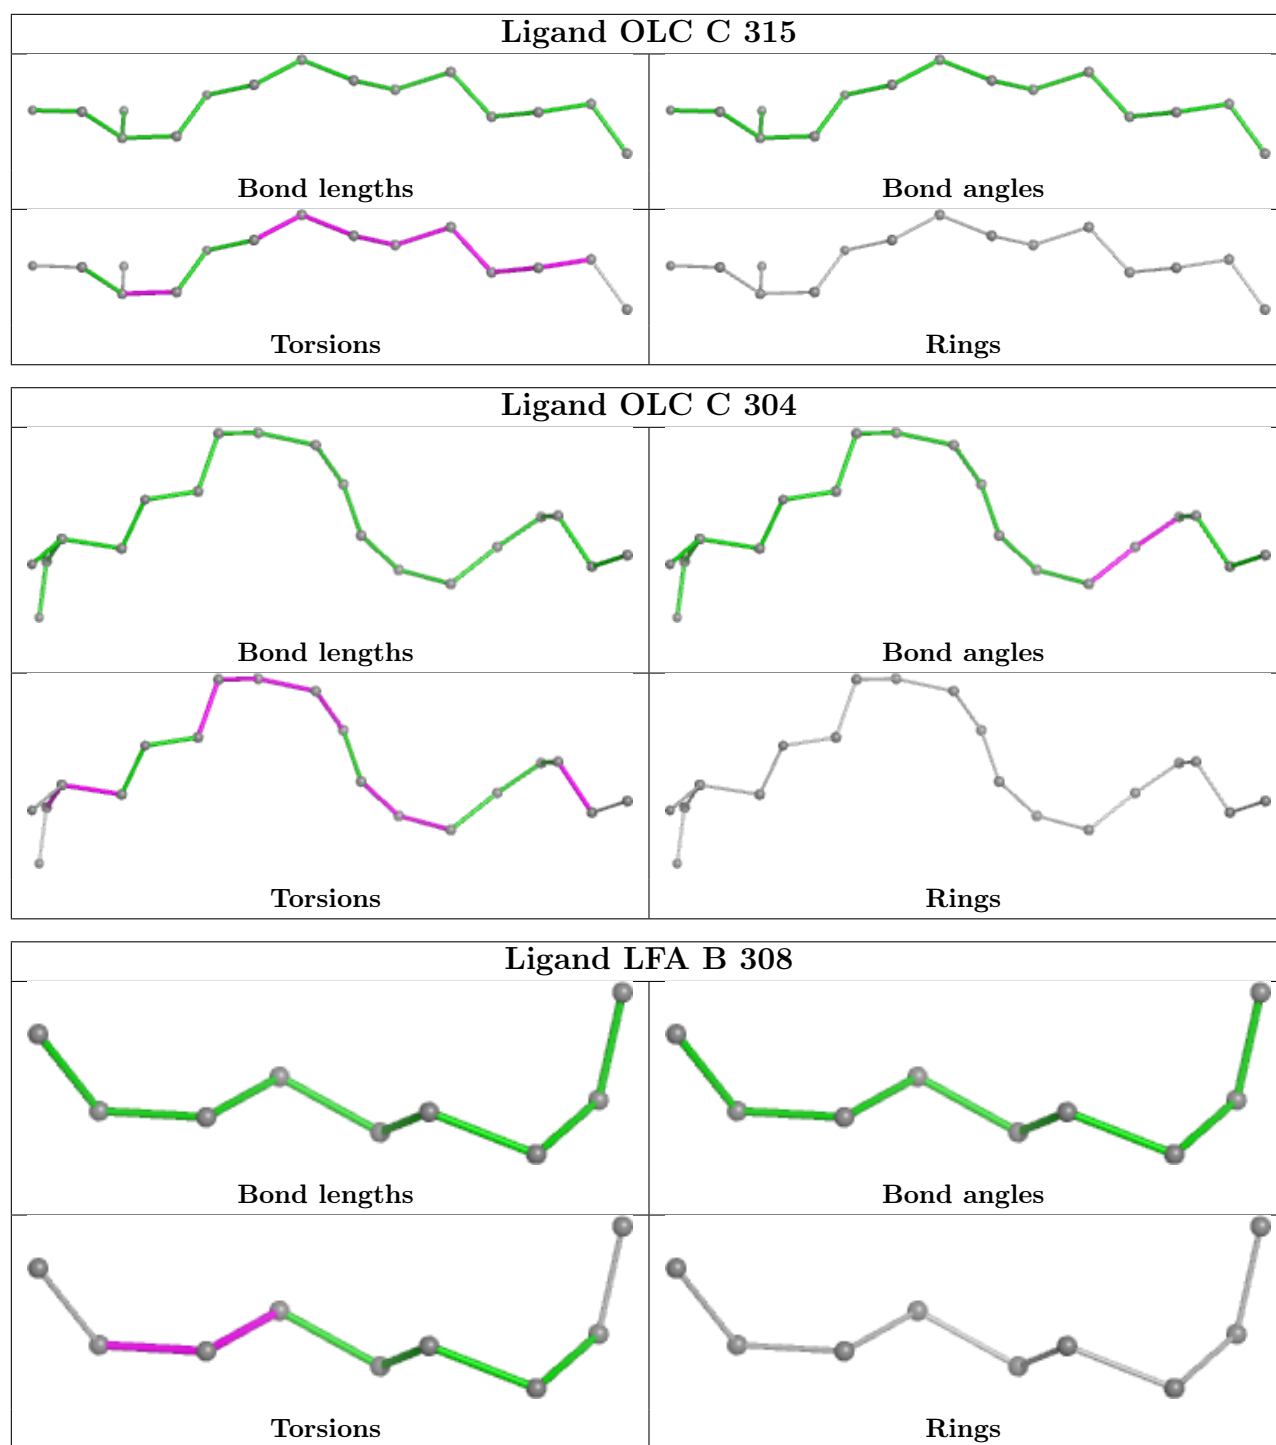 Ligand OLC C 315
Bond lengths
Bond angles
Torsions
Rings
Ligand OLC C 304
Bond lengths
Bond angles
Torsions
Rings
Ligand LFA B 308
Bond lengths
Bond angles
Torsions
Rings